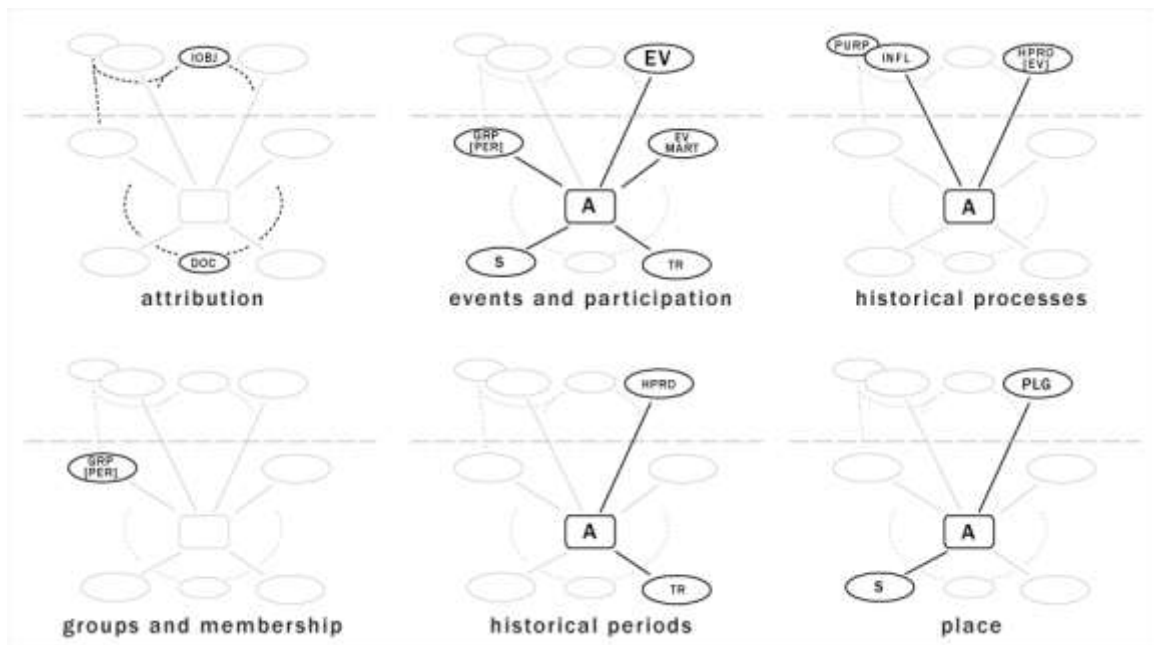 IOBJ
DOC
attribution
EV
GRP
[PER]
EV
MART
A
S
TR
events and participation
PURP
INFL
HPRO
[EV]
A
historical processes
GRP
[PER]
groups and membership
HPRO
A
TR
historical periods
PLG
A
S
place